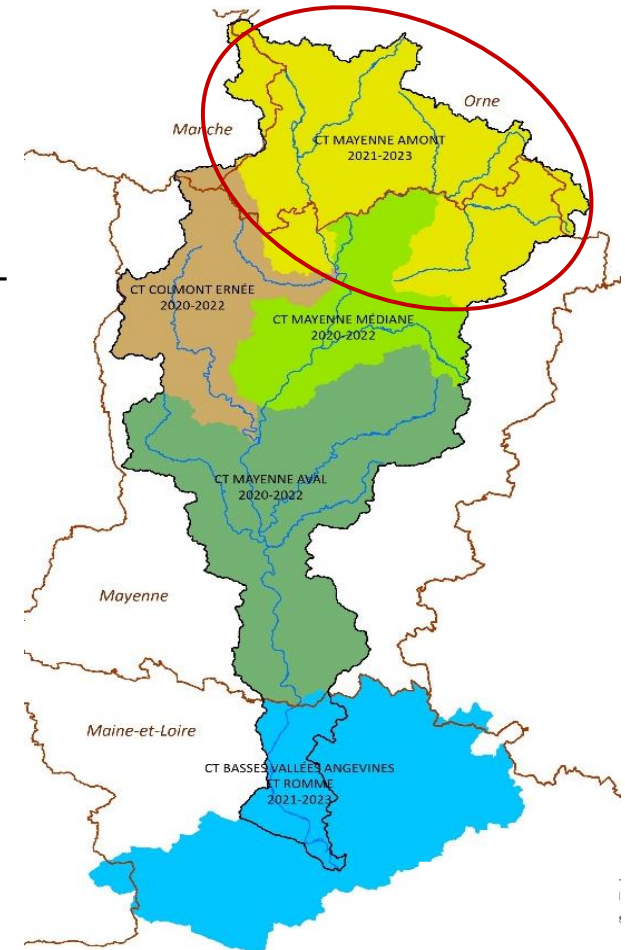 Orne
Manche
CT MAYENNE AMONT
2021-2023
CT COLMONT ERNÉE
2020-2022
CT MAYENNE MÉDIANE
2020-2022
CT MAYENNE AVAL
2020-2022
Mayenne
Maine-et-Loire
CT BASSES VALLÉES ANGEVINES
ET ROMME
2021-2023